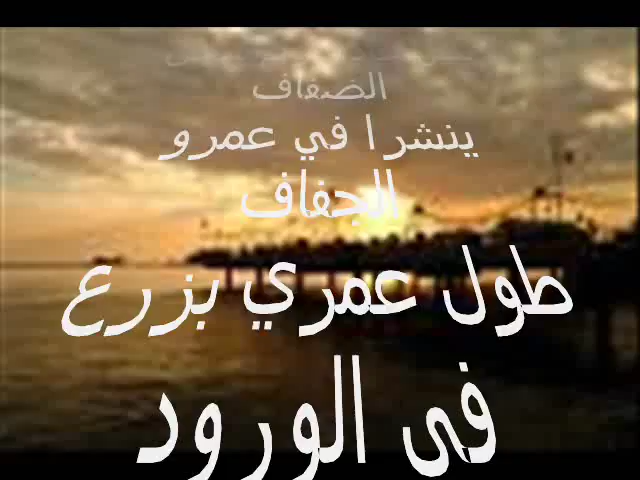 الضفاف
ينشرا في عمرو
الجفاف
طول عمري بزرع
فى الورود